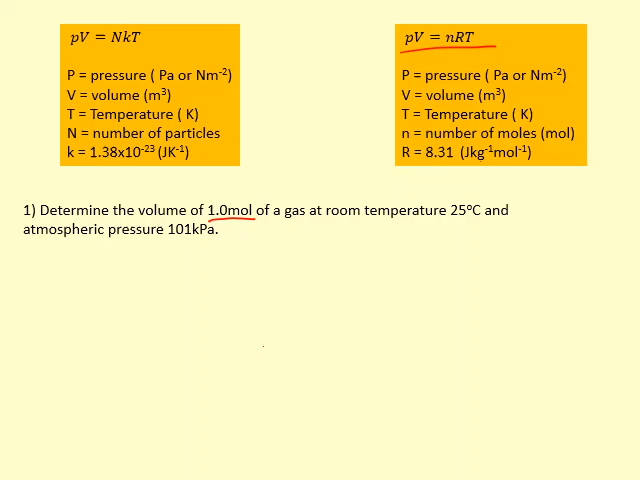 pV = NkT
P = pressure ( Pa or Nm⁻²)
V = volume (m³)
T = Temperature ( K)
N = number of particles
k = 1.38x10⁻²³ (JK⁻¹)
pV = nRT
P = pressure ( Pa or Nm⁻²)
V = volume (m³)
T = Temperature ( K)
n = number of moles (mol)
R = 8.31 (Jkg⁻¹mol⁻¹)
1) Determine the volume of 1.0mol of a gas at room temperature 25°C and
atmospheric pressure 101kPa.